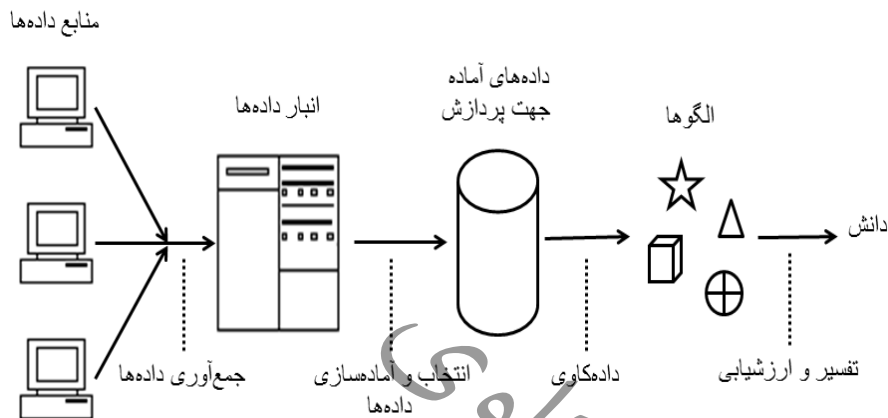 منابع داده‌ها
انبار داده‌ها
داده‌های آماده
جهت پردازش
الگوها
دانش
جمع‌آوری داده‌ها
انتخاب و آماده‌سازی
داده‌ها
داده‌کاوی
تفسیر و ارزشیابی